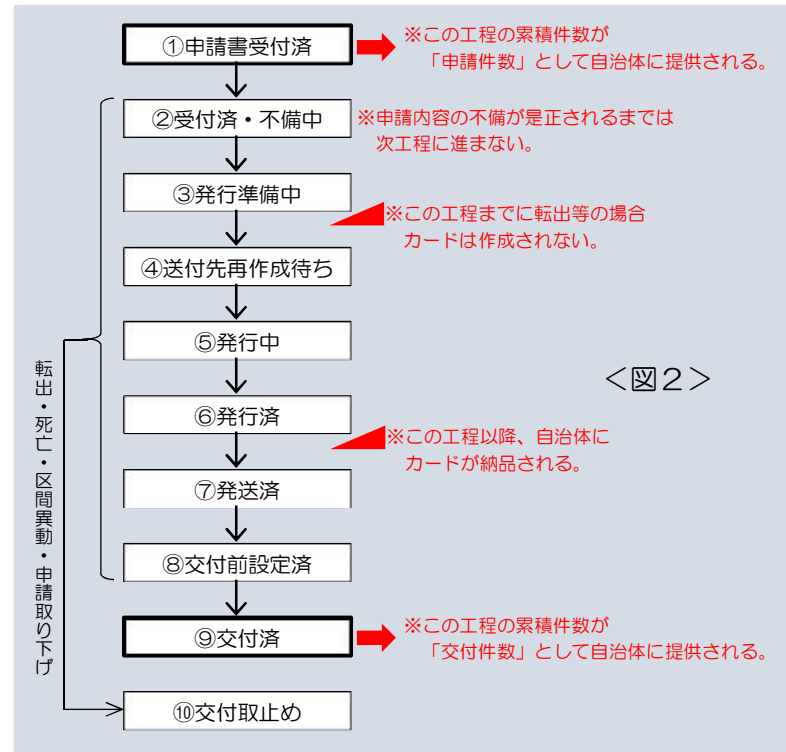 ①申請書受付済
※この工程の累積件数が
「申請件数」として自治体に提供される。
②受付済・不備中
※申請内容の不備が是正されるまでは
次工程に進まない。
③発行準備中
※この工程までに転出等の場合
カードは作成されない。
④送付先再作成待ち
⑤発行中
<図2>
⑥発行済
※この工程以降、自治体に
カードが納品される。
⑦発送済
⑧交付前設定済
転出・死亡・区間異動・申請取り下げ
⑨交付済
※この工程の累積件数が
「交付件数」として自治体に提供される。
⑩交付取止め